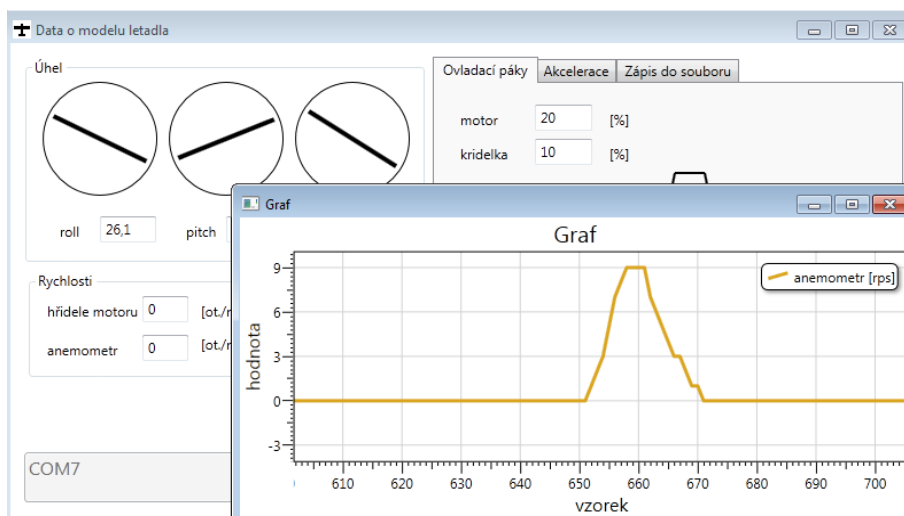 Data o modelu letadla
Úhel
roll 26,1 pitch
Rychlosti
hřídele motoru 0 [ot./
anemometr 0 [ot./
COM7
Ovladací páky Akcelerace Zápis do souboru
motor 20 [%]
kridelka 10 [%]
Graf
Graf
anemometr [rps]
hodnota
9
6
3
0
-3
610 620 630 640 650 660 670 680 690 700
vzorek